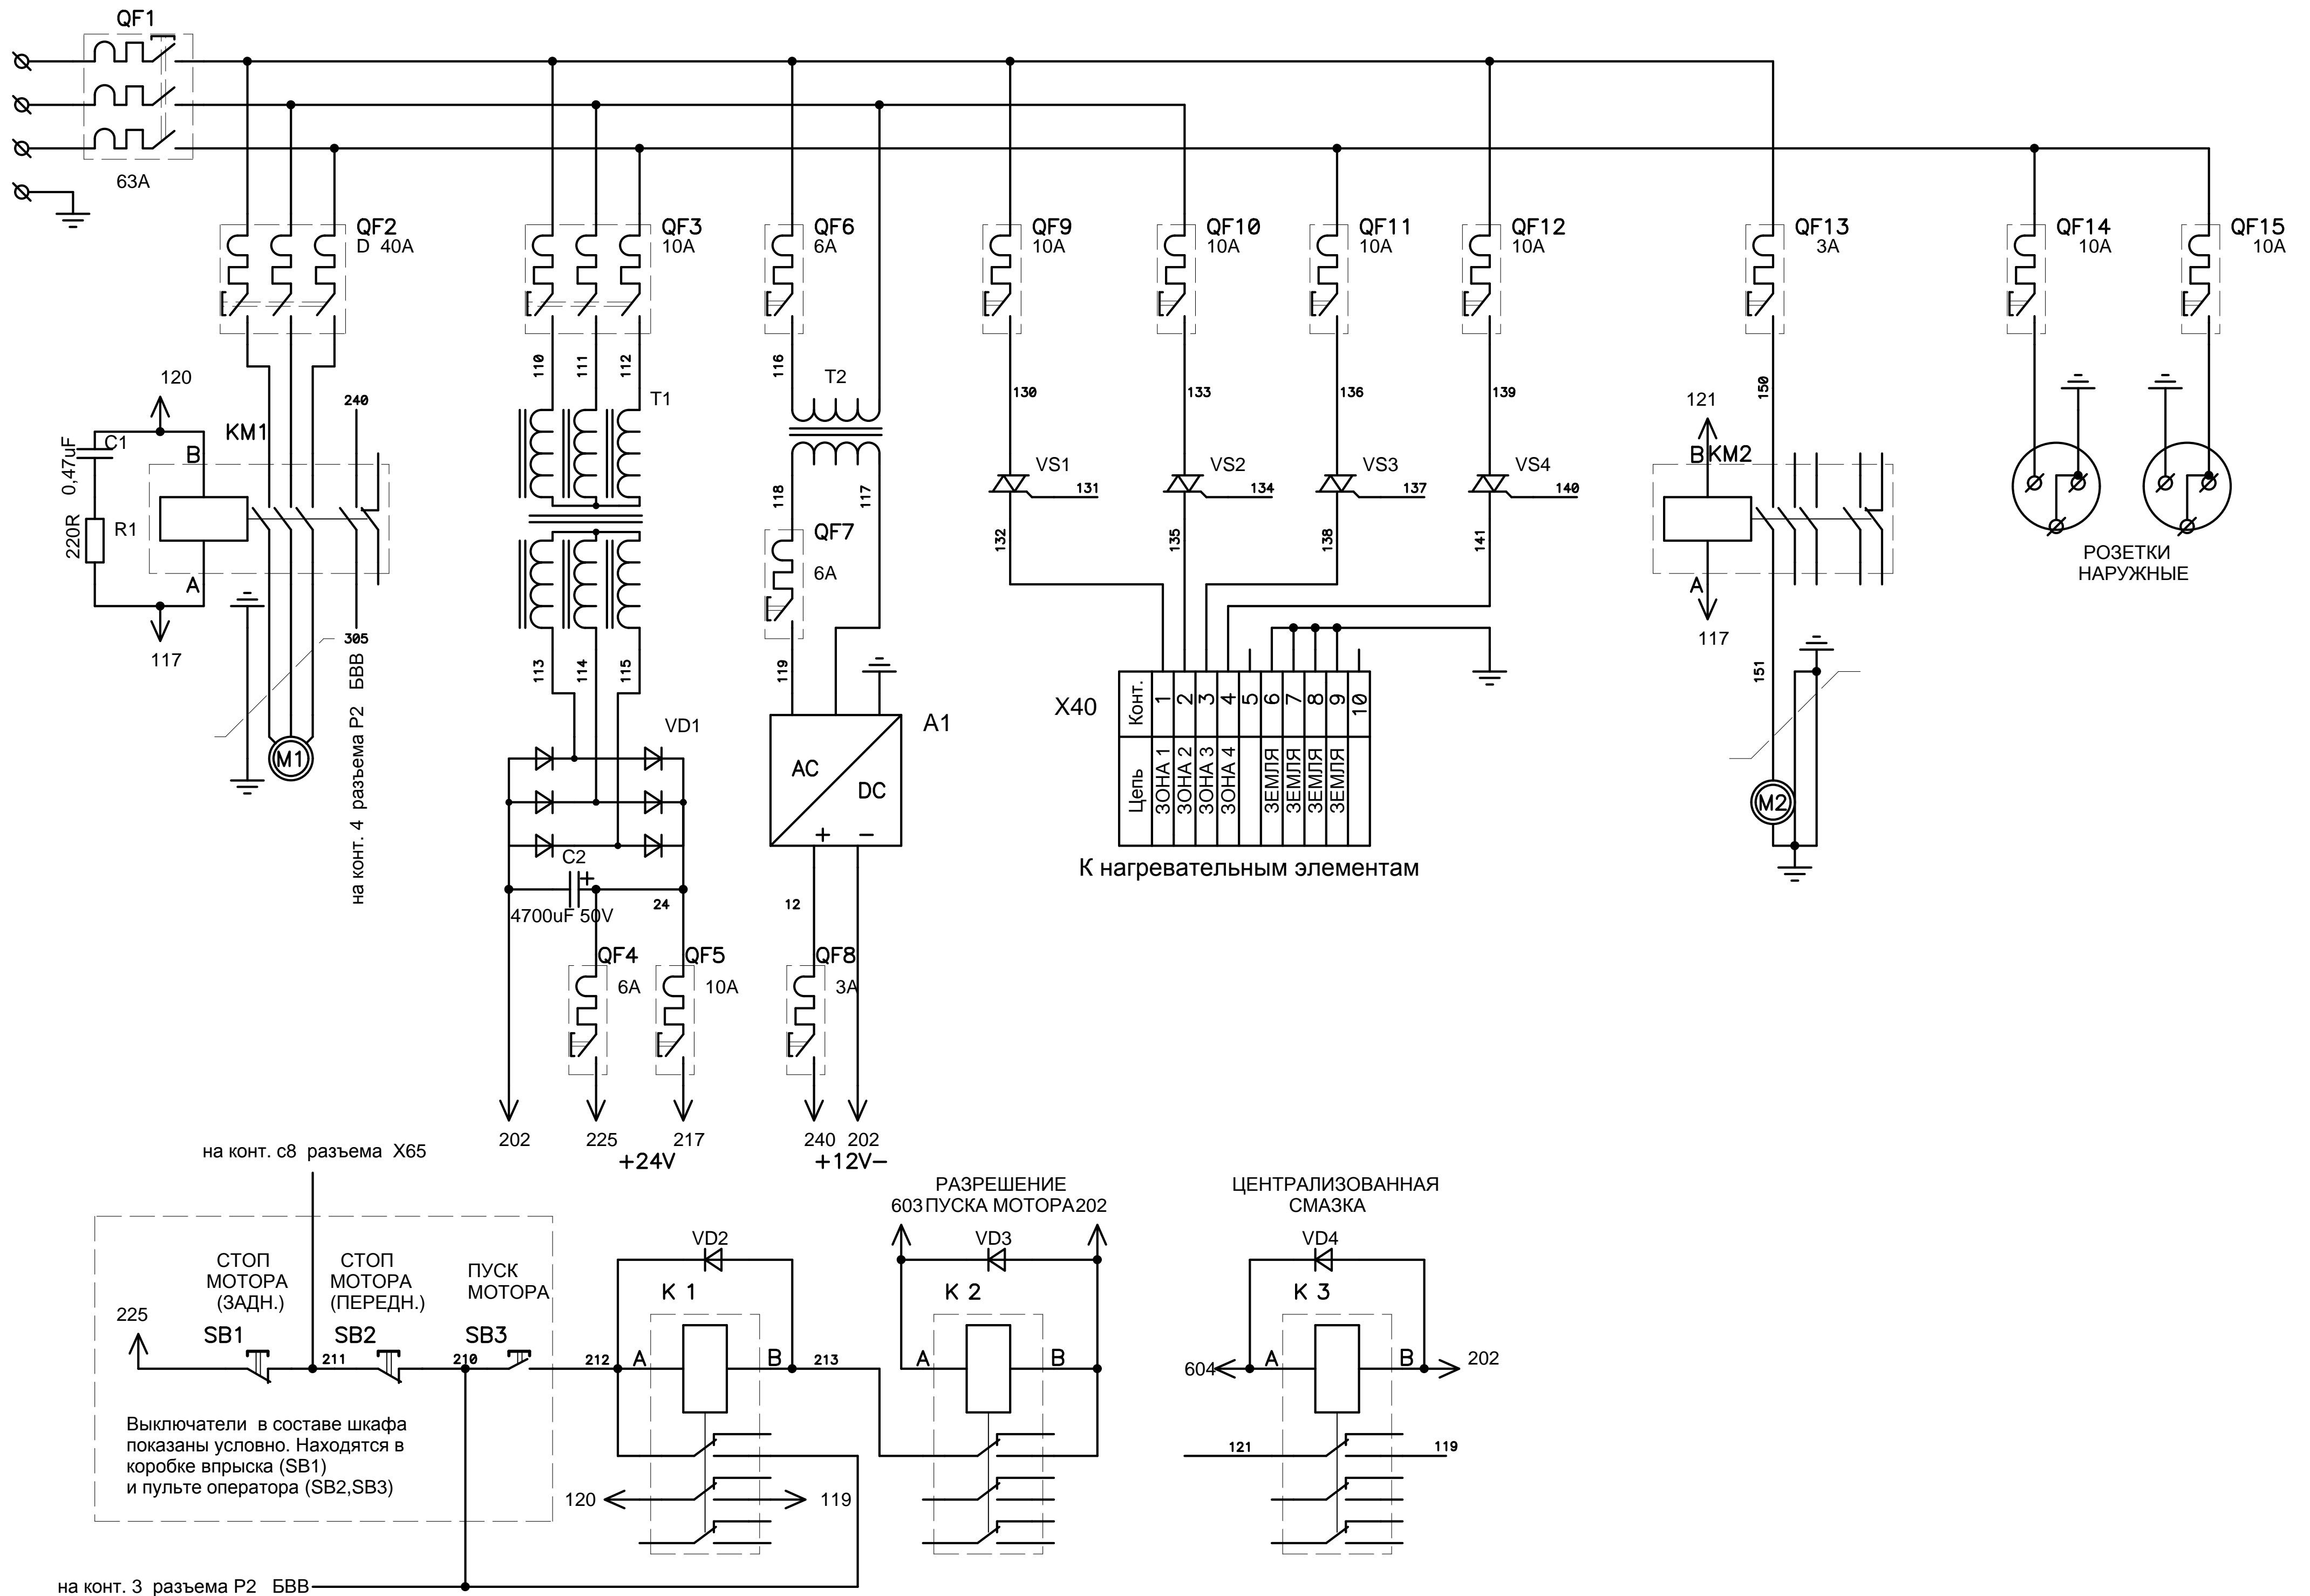 QF1
63A
QF2
D 40A
QF3
10A
QF6
6A
QF9
10A
QF10
10A
QF11
10A
QF12
10A
QF13
3A
QF14
10A
QF15
10A
110
111
112
116
120
240
T1
T2
130
133
136
139
150
121
KM1
C1
0,47uF
B
220R
R1
A
117
305
на конт. 4 разъема Р2 БВВ
M1
118
117
QF7
6A
119
VS1
131
132
VS2
134
135
VS3
137
138
VS4
140
141
B
KM2
A
117
151
M2
РОЗЕТКИ
НАРУЖНЫЕ
113
114
115
VD1
C2
+
4700uF 50V
24
A1
AC
DC
+ −
12
X40
Конт.
1
2
3
4
5
6
7
8
9
10
Цепь
ЗОНА 1
ЗОНА 2
ЗОНА 3
ЗОНА 4
ЗЕМЛЯ
ЗЕМЛЯ
ЗЕМЛЯ
ЗЕМЛЯ
К нагревательным элементам
QF4
6A
QF5
10A
QF8
3A
202
225
217
+24V
240
202
+12V−
на конт. с8 разъема Х65
СТОП
МОТОРА
(ЗАДН.)
СТОП
МОТОРА
(ПЕРЕДН.)
ПУСК
МОТОРА
225
SB1
SB2
SB3
211
210
212
Выключатели в составе шкафа
показаны условно. Находятся в
коробке впрыска (SB1)
и пульте оператора (SB2,SB3)
на конт. 3 разъема Р2 БВВ
VD2
K 1
A
B
213
120
119
РАЗРЕШЕНИЕ
603 ПУСКА МОТОРА 202
VD3
K 2
A
B
ЦЕНТРАЛИЗОВАННАЯ
СМАЗКА
VD4
K 3
604
A
B
202
121
119